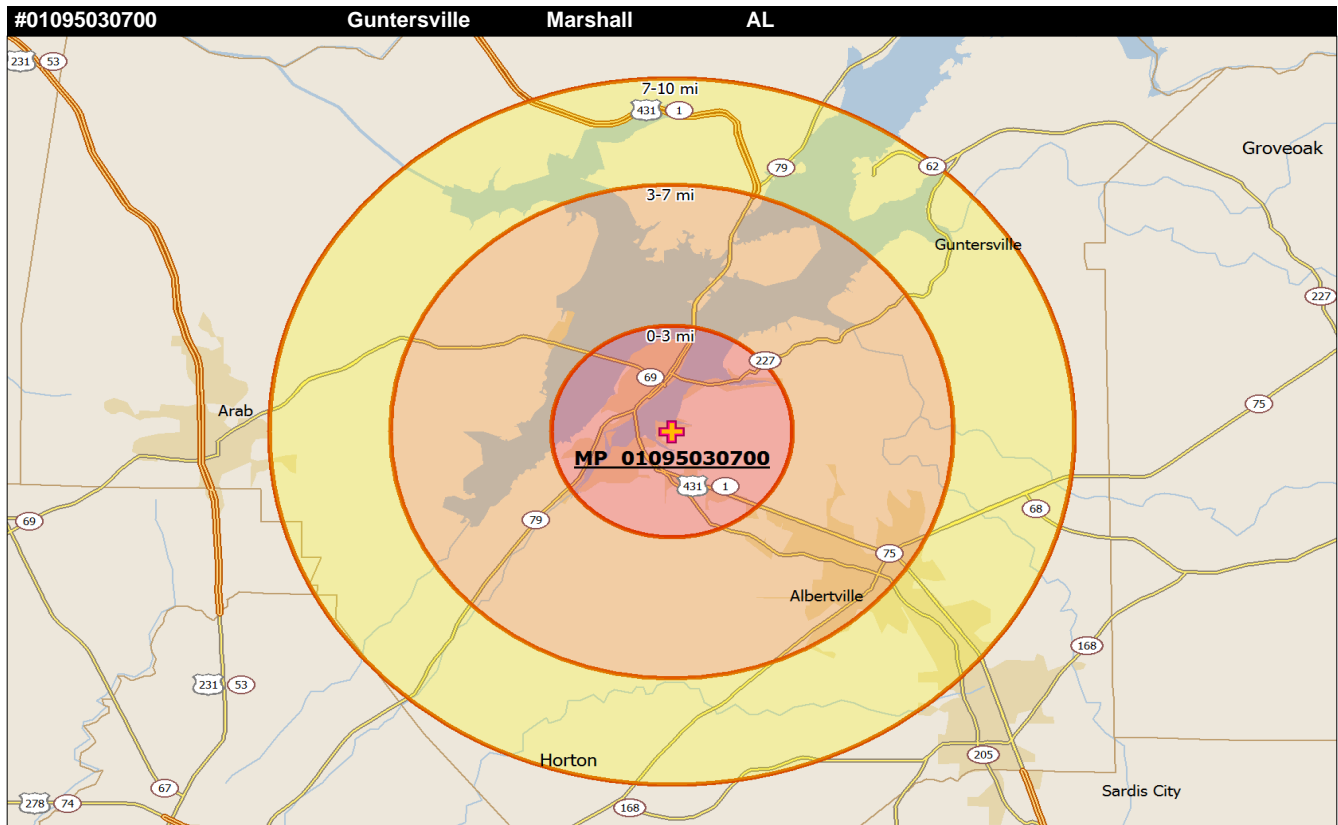 #01095030700 Guntersville Marshall AL
231 53
7-10 mi
431 1
79
62
Groveoak
3-7 mi
Guntersville
227
0-3 mi
227
69
75
Arab
MP_01095030700
431 1
69
79
68
75
Albertville
168
231 53
205
Horton
67
Sardis City
278 74
168